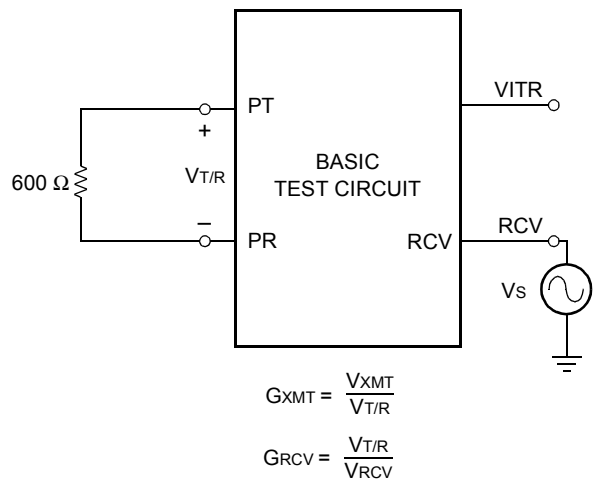 PT
VITR
+
600 Ω
VT/R
BASIC
TEST CIRCUIT
−
PR
RCV
RCV
VS
GXMT = VXMT / VT/R
GRCV = VT/R / VRCV